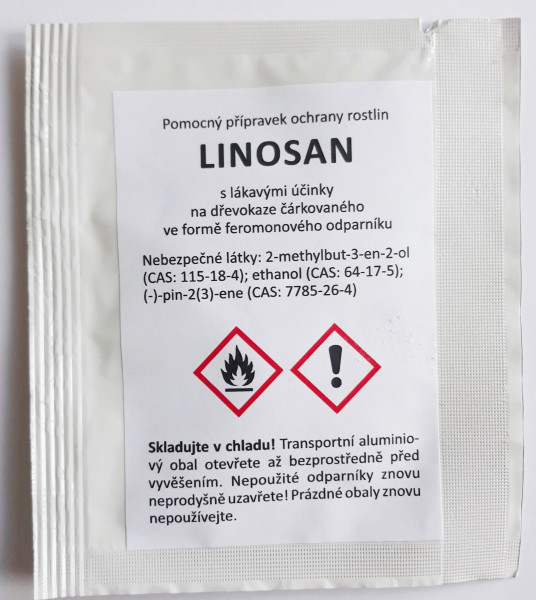 Pomocný přípravek ochrany rostlin
LINOSAN
s lákavými účinky
na dřevokaze čárkovaného
ve formě feromonového odparníku
Nebezpečné látky: 2-methylbut-3-en-2-ol
(CAS: 115-18-4); ethanol (CAS: 64-17-5);
(-)-pin-2(3)-ene (CAS: 7785-26-4)
Skladujte v chladu! Transportní aluminio-
vý obal otevřete až bezprostředně před
vyvěšením. Nepoužité odparníky znovu
neprodyšně uzavřete! Prázdné obaly znovu
nepoužívejte.